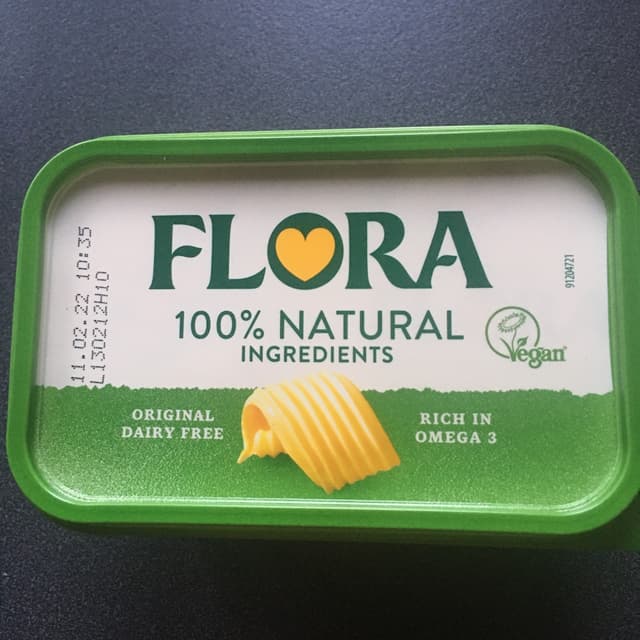 FLORA
100% NATURAL
INGREDIENTS
Vegan
ORIGINAL
DAIRY FREE
RICH IN
OMEGA 3
11.02.22 10:35
L130212H10
91204721